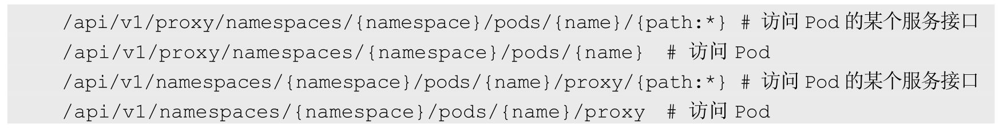 /api/v1/proxy/namespaces/{namespace}/pods/{name}/{path:*} # 访问 Pod 的某个服务接口
/api/v1/proxy/namespaces/{namespace}/pods/{name}  # 访问 Pod
/api/v1/namespaces/{namespace}/pods/{name}/proxy/{path:*} # 访问 Pod 的某个服务接口
/api/v1/namespaces/{namespace}/pods/{name}/proxy  # 访问 Pod